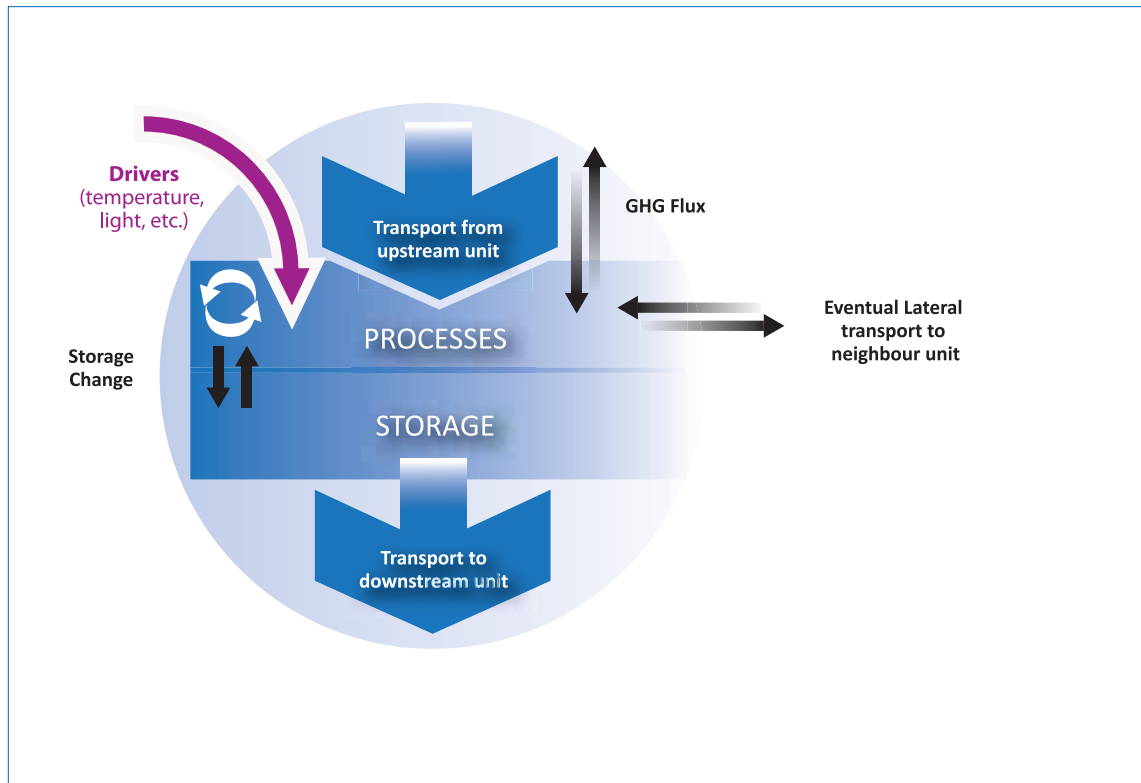 Drivers
(temperature,
light, etc.)
Transport from
upstream unit
GHG Flux
Eventual Lateral
transport to
neighbour unit
PROCESSES
Storage
Change
STORAGE
Transport to
downstream unit